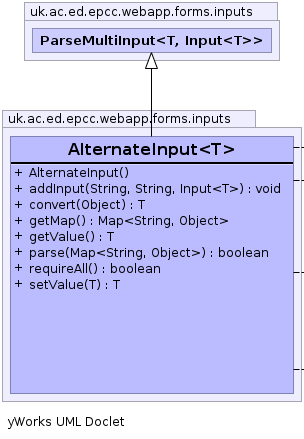 uk.ac.ed.epcc.webapp.forms.inputs
ParseMultiInput<T, Input<T>>
uk.ac.ed.epcc.webapp.forms.inputs
AlternateInput<T>
+ AlternateInput()
+ addInput(String, String, Input<T>) : void
+ convert(Object) : T
+ getMap() : Map<String, Object>
+ getValue() : T
+ parse(Map<String, Object>) : boolean
+ requireAll() : boolean
+ setValue(T) : T
yWorks UML Doclet